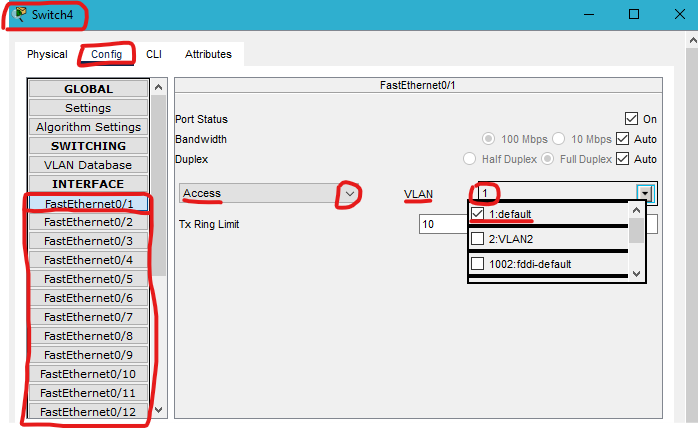 Switch4
Physical Config CLI Attributes
GLOBAL
Settings
Algorithm Settings
SWITCHING
VLAN Database
INTERFACE
FastEthernet0/1
FastEthernet0/2
FastEthernet0/3
FastEthernet0/4
FastEthernet0/5
FastEthernet0/6
FastEthernet0/7
FastEthernet0/8
FastEthernet0/9
FastEthernet0/10
FastEthernet0/11
FastEthernet0/12
FastEthernet0/1
Port Status On
Bandwidth 100 Mbps 10 Mbps Auto
Duplex Half Duplex Full Duplex Auto
Access VLAN 1
1:default
2:VLAN2
1002:fddi-default
Tx Ring Limit 10